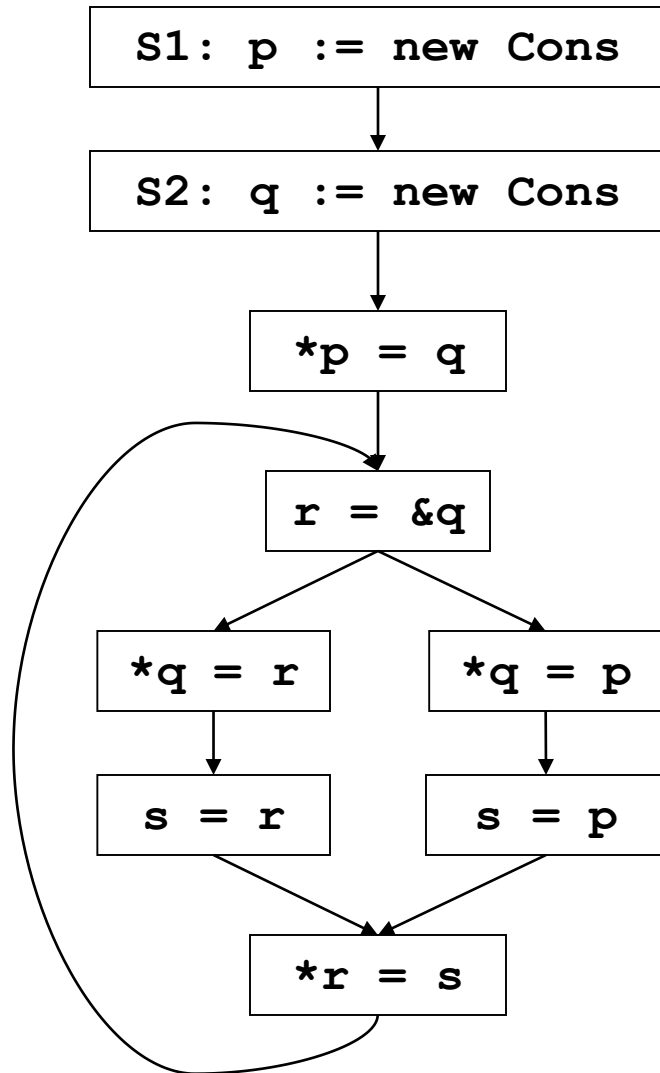 S1: p := new Cons
S2: q := new Cons
*p = q
r = &q
*q = r
*q = p
s = r
s = p
*r = s